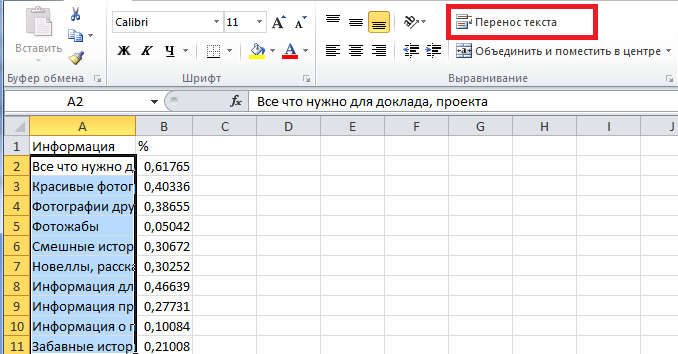 Calibri 11 А А Перенос текста
Вставить Ж К Ч А Объединить и поместить в центре
Буфер обмена Шрифт Выравнивание
A2 fx Все что нужно для доклада, проекта
A B C D E F G H I J
1 Информация %
2 Все что нужно д 0,61765
3 Красивые фотог 0,40336
4 Фотографии дру 0,38655
5 Фотожабы 0,05042
6 Смешные истор 0,30672
7 Новеллы, расска 0,30252
8 Информация дл 0,46639
9 Информация пр 0,27731
10 Информация о г 0,10084
11 Забавные истор 0,21008